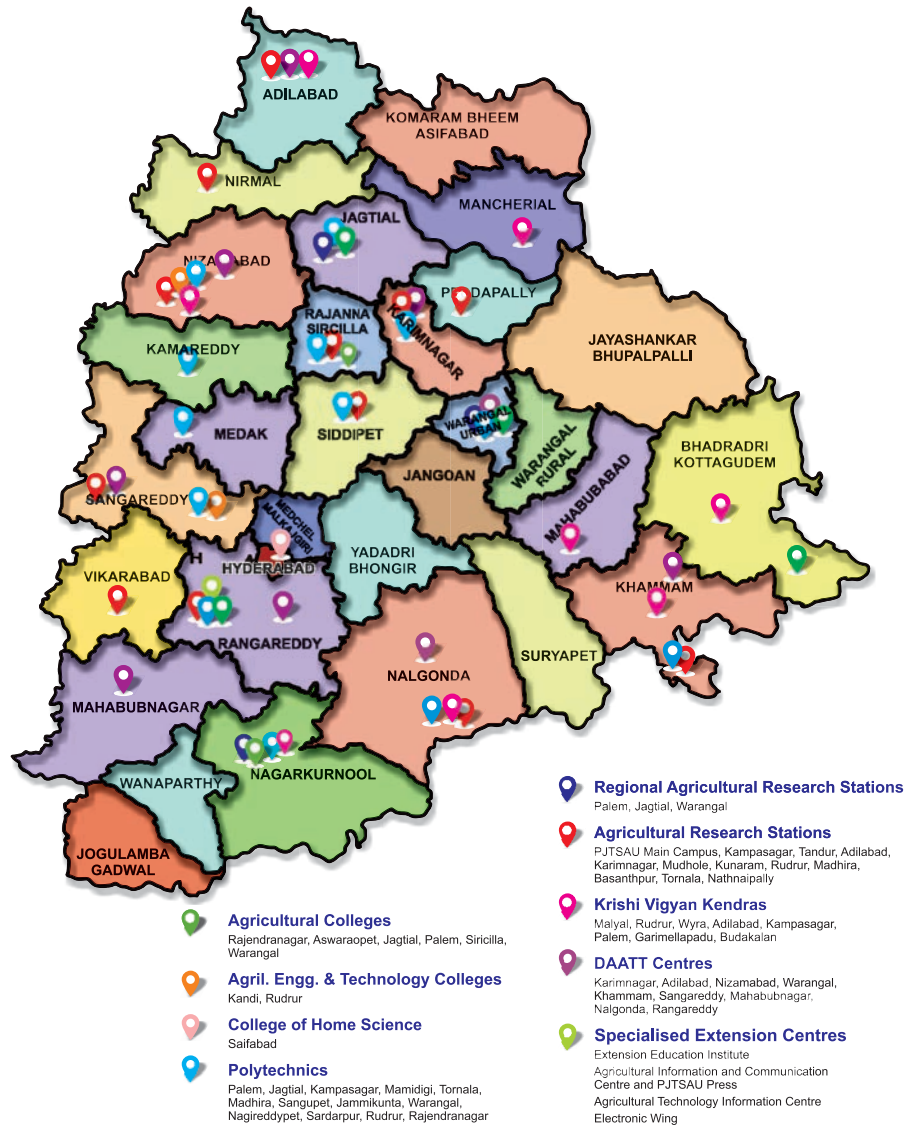 ADILABAD
KOMARAM BHEEM
ASIFABAD
NIRMAL
MANCHERIAL
JAGTIAL
NIZAMABAD
PEDDAPALLY
RAJANNA
SIRCILLA
KARIMNAGAR
KAMAREDDY
JAYASHANKAR
BHUPALPALLI
MEDAK
SIDDIPET
WARANGAL
URBAN
WARANGAL
RURAL
BHADRADRI
KOTTAGUDEM
JANGOAN
MAHABUBABAD
SANGAREDDY
MEDCHEL
MALKAJGIRI
YADADRI
BHONGIR
H
HYDERABAD
VIKARABAD
KHAMMAM
RANGAREDDY
SURYAPET
NALGONDA
MAHABUBNAGAR
WANAPARTHY
NAGARKURNOOL
JOGULAMBA
GADWAL
Agricultural Colleges
Rajendranagar, Aswaraopet, Jagtial, Palem, Siricilla,
Warangal
Agril. Engg. & Technology Colleges
Kandi, Rudrur
College of Home Science
Saifabad
Polytechnics
Palem, Jagtial, Kampasagar, Mamidigi, Tornala,
Madhira, Sangupet, Jammikunta, Warangal,
Nagireddypet, Sardarpur, Rudrur, Rajendranagar
Regional Agricultural Research Stations
Palem, Jagtial, Warangal
Agricultural Research Stations
PJTSAU Main Campus, Kampasagar, Tandur, Adilabad,
Karimnagar, Mudhole, Kunaram, Rudrur, Madhira,
Basanthpur, Tornala, Nathnaipally
Krishi Vigyan Kendras
Malyal, Rudrur, Wyra, Adilabad, Kampasagar,
Palem, Garimellapadu, Budakalan
DAATT Centres
Karimnagar, Adilabad, Nizamabad, Warangal,
Khammam, Sangareddy, Mahabubnagar,
Nalgonda, Rangareddy
Specialised Extension Centres
Extension Education Institute
Agricultural Information and Communication
Centre and PJTSAU Press
Agricultural Technology Information Centre
Electronic Wing